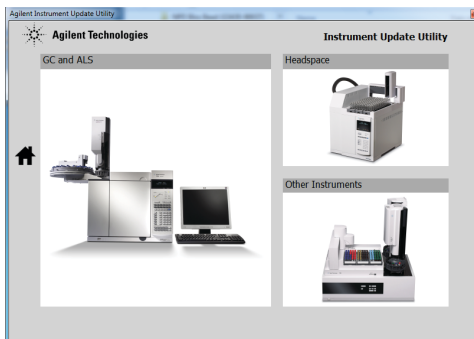 Agilent Instrument Update Utility
Agilent Technologies
Instrument Update Utility
GC and ALS
Headspace
Other Instruments